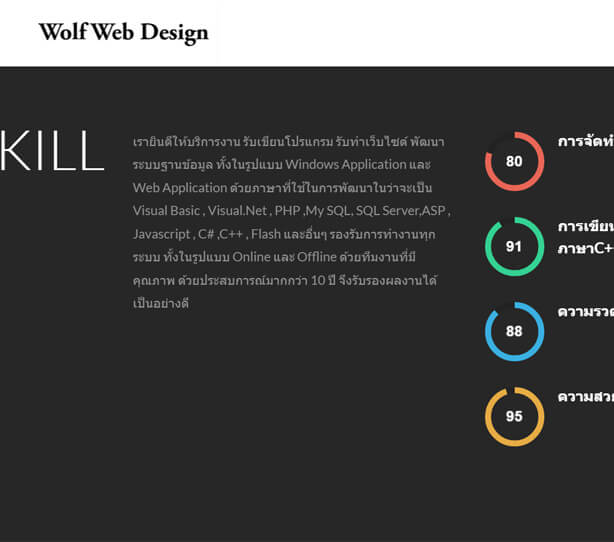 Wolf Web Design
KILL
เรายินดีให้บริการงาน รับเขียนโปรแกรม รับทำเว็บไซต์ พัฒนา
ระบบฐานข้อมูล ทั้งในรูปแบบ Windows Application และ
Web Application ด้วยภาษาที่ใช้ในการพัฒนาไม่ว่าจะเป็น
Visual Basic , Visual.Net , PHP ,My SQL, SQL Server,ASP ,
Javascript , C# ,C++ , Flash และอื่นๆ รองรับการทำงานทุก
ระบบ ทั้งในรูปแบบ Online และ Offline ด้วยทีมงานที่มี
คุณภาพ ด้วยประสบการณ์มากกว่า 10 ปี จึงรับรองผลงานได้
เป็นอย่างดี
80
การจัดทำ
91
การเขียน
ภาษาC+
88
ความรวด
95
ความสวย